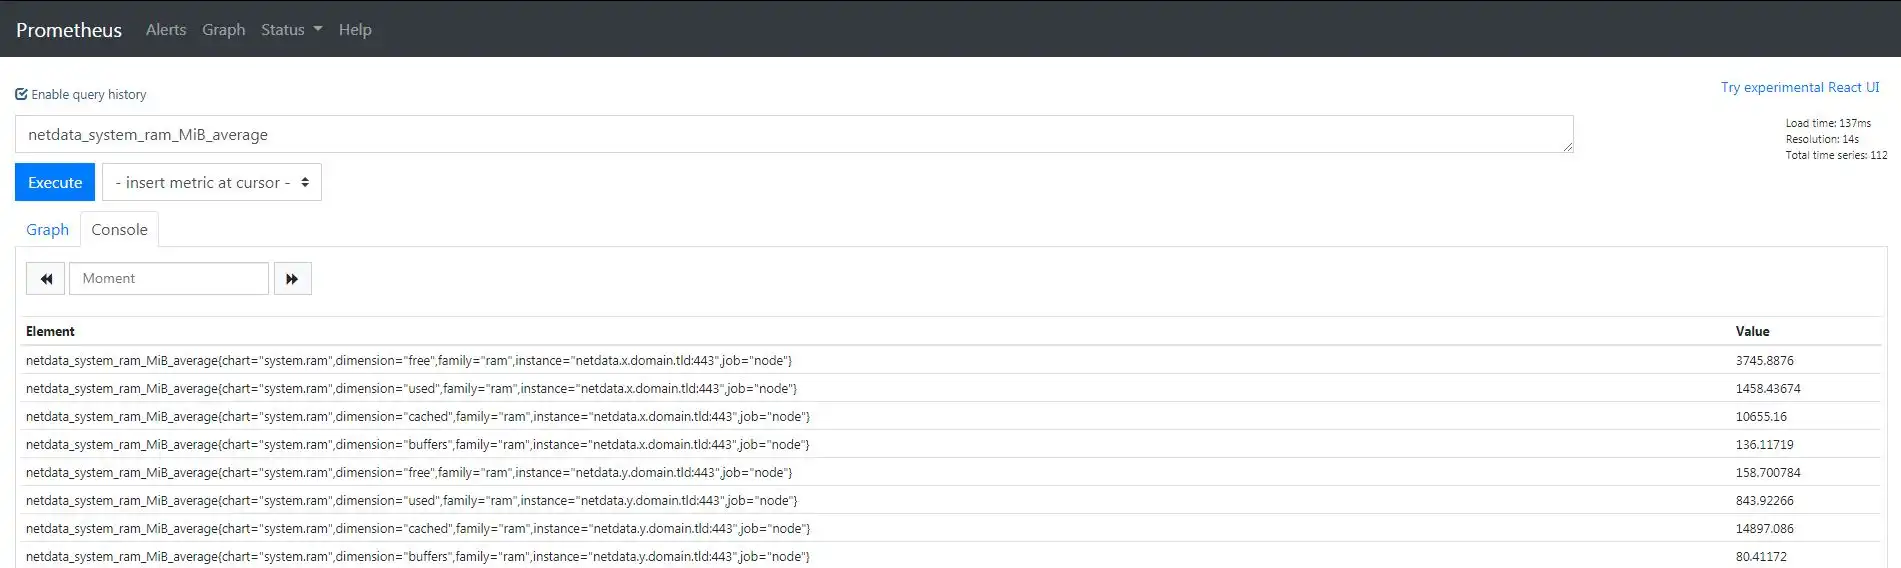 Prometheus Alerts Graph Status Help
Enable query history
Try experimental React UI
netdata_system_ram_MiB_average
Load time: 137ms
Resolution: 14s
Total time series: 112
Execute - insert metric at cursor -
Graph Console
Moment
Element Value
netdata_system_ram_MiB_average{chart="system.ram",dimension="free",family="ram",instance="netdata.x.domain.tld:443",job="node"} 3745.8876
netdata_system_ram_MiB_average{chart="system.ram",dimension="used",family="ram",instance="netdata.x.domain.tld:443",job="node"} 1458.43674
netdata_system_ram_MiB_average{chart="system.ram",dimension="cached",family="ram",instance="netdata.x.domain.tld:443",job="node"} 10655.16
netdata_system_ram_MiB_average{chart="system.ram",dimension="buffers",family="ram",instance="netdata.x.domain.tld:443",job="node"} 136.11719
netdata_system_ram_MiB_average{chart="system.ram",dimension="free",family="ram",instance="netdata.y.domain.tld:443",job="node"} 158.700784
netdata_system_ram_MiB_average{chart="system.ram",dimension="used",family="ram",instance="netdata.y.domain.tld:443",job="node"} 843.92266
netdata_system_ram_MiB_average{chart="system.ram",dimension="cached",family="ram",instance="netdata.y.domain.tld:443",job="node"} 14897.086
netdata_system_ram_MiB_average{chart="system.ram",dimension="buffers",family="ram",instance="netdata.y.domain.tld:443",job="node"} 80.41172